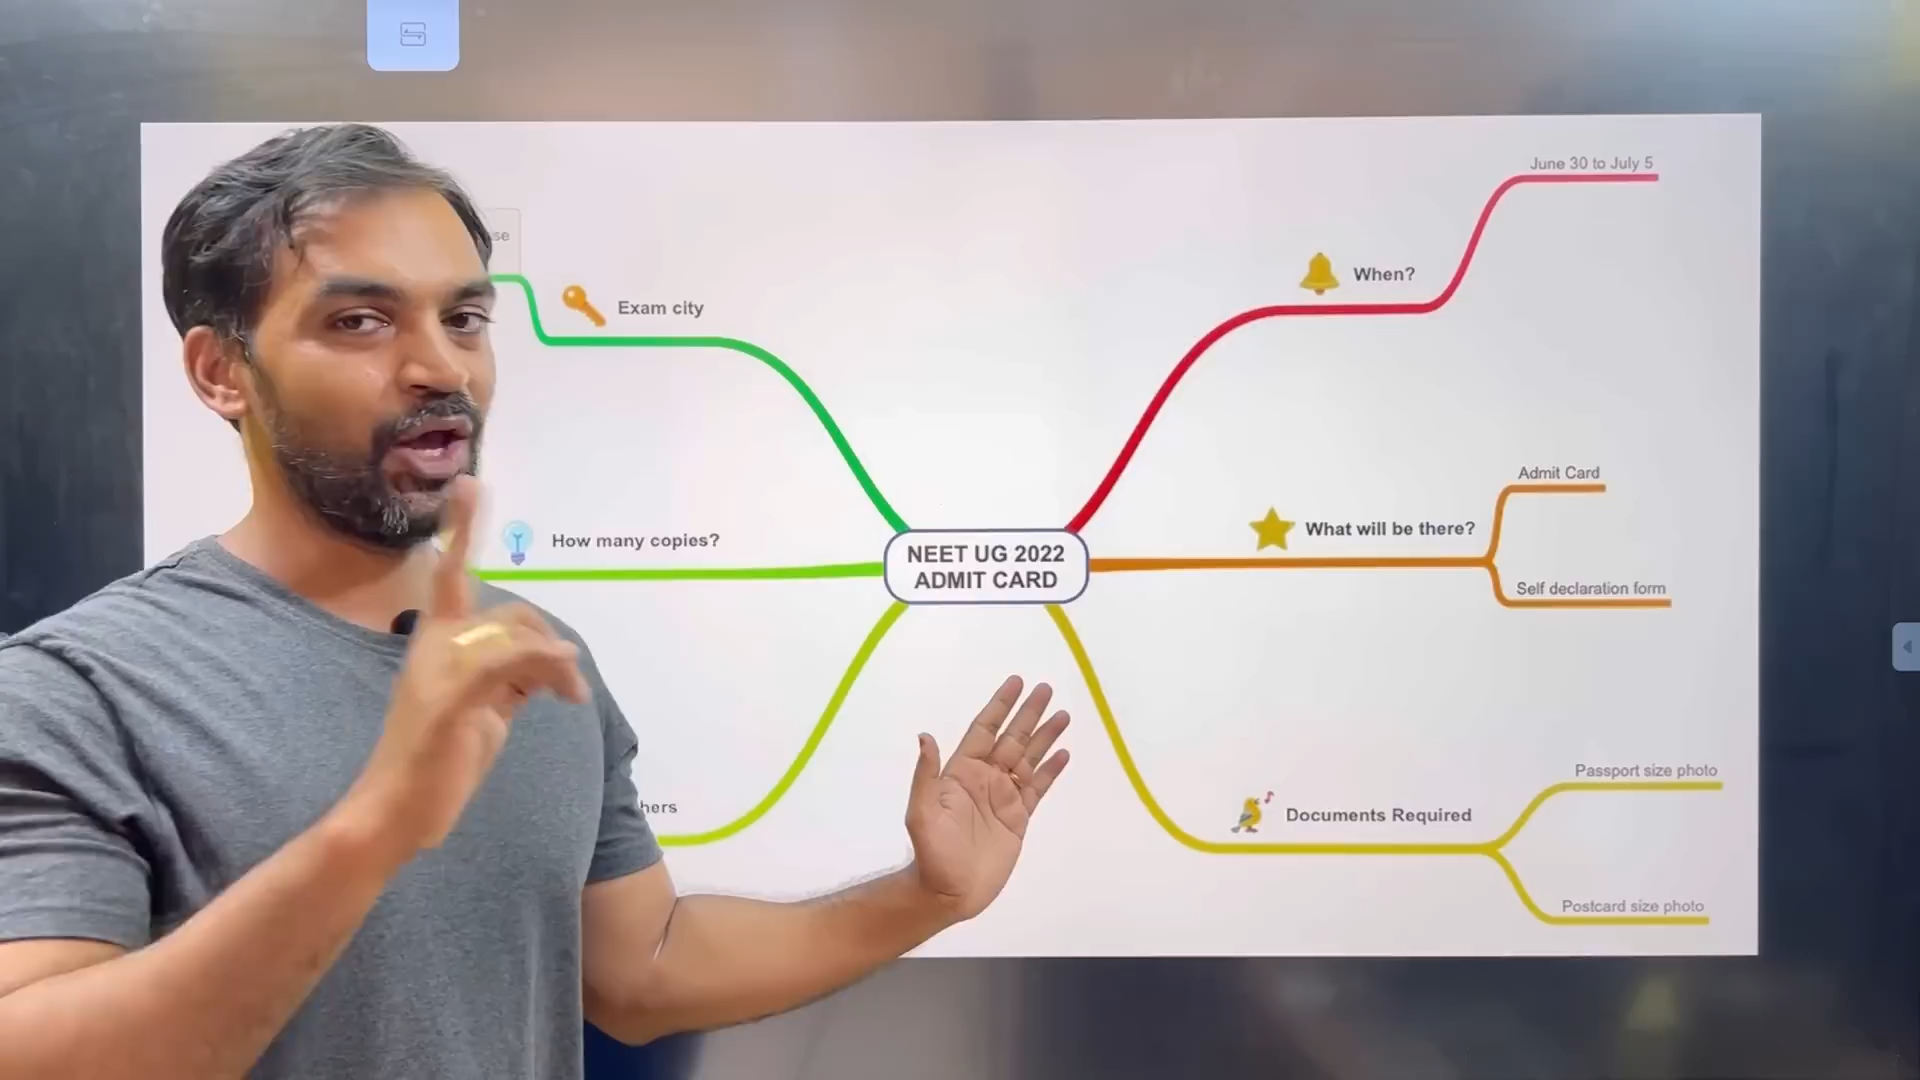 June 30 to July 5
When?
Exam city
Admit Card
What will be there?
How many copies?
NEET UG 2022
ADMIT CARD
Self declaration form
Passport size photo
Documents Required
Postcard size photo